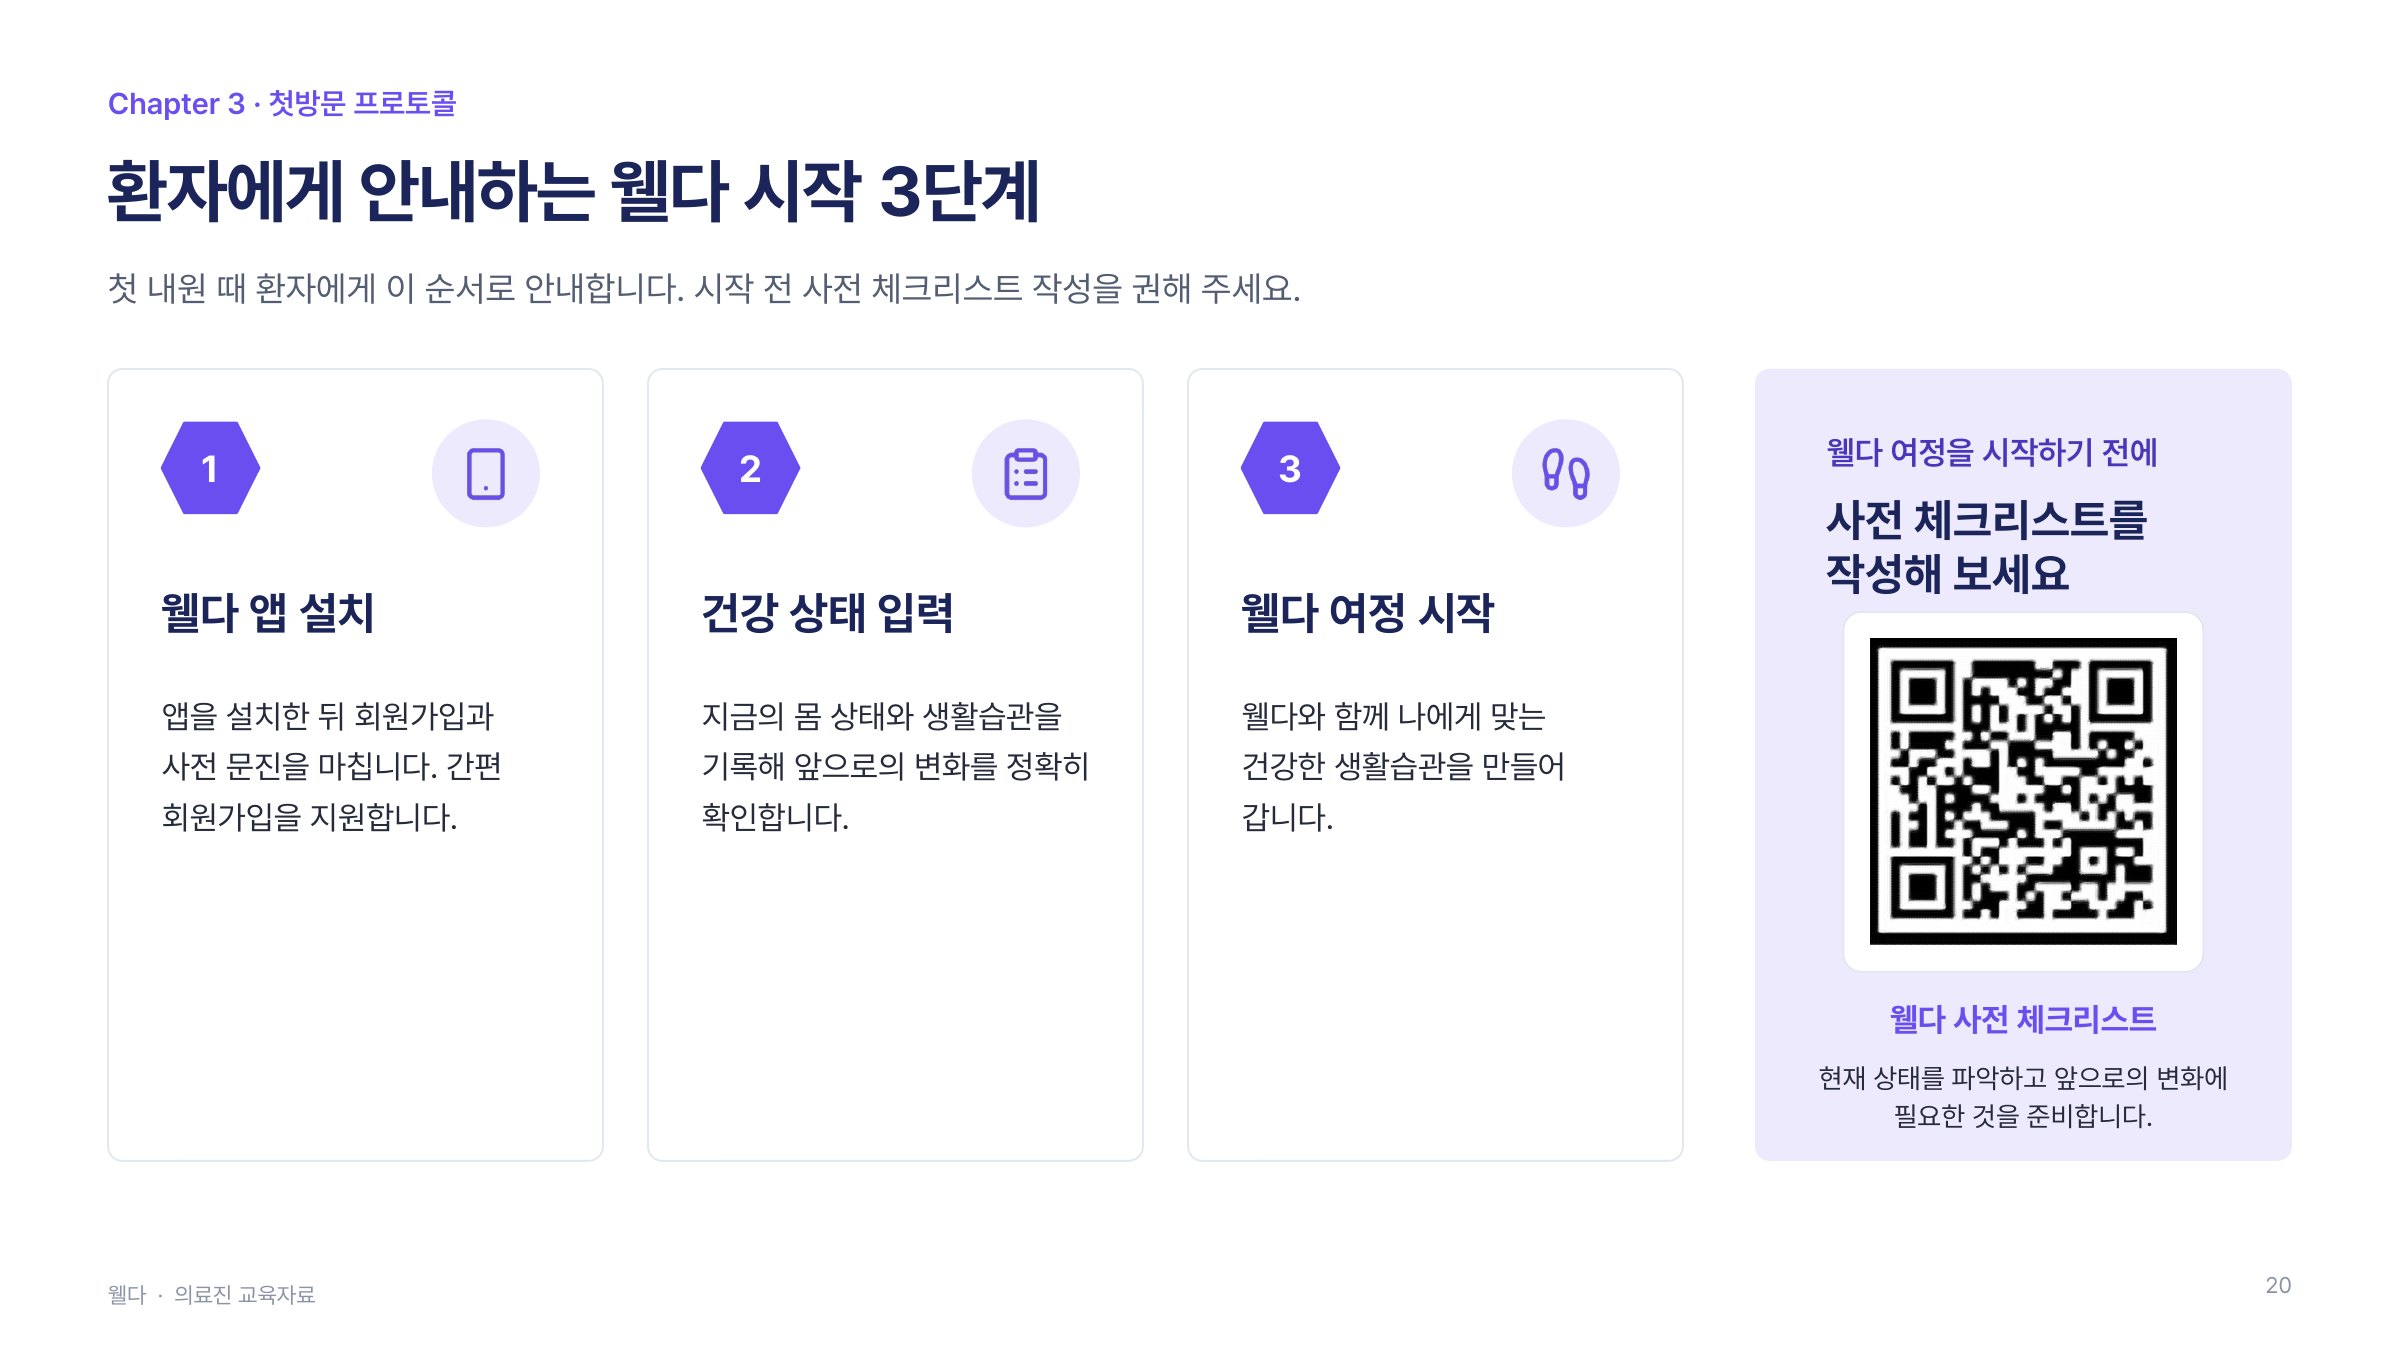 Chapter 3 · 첫방문 프로토콜
환자에게 안내하는 웰다 시작 3단계
첫 내원 때 환자에게 이 순서로 안내합니다. 시작 전 사전 체크리스트 작성을 권해 주세요.
1
웰다 앱 설치
앱을 설치한 뒤 회원가입과
사전 문진을 마칩니다. 간편
회원가입을 지원합니다.
2
건강 상태 입력
지금의 몸 상태와 생활습관을
기록해 앞으로의 변화를 정확히
확인합니다.
3
웰다 여정 시작
웰다와 함께 나에게 맞는
건강한 생활습관을 만들어
갑니다.
웰다 여정을 시작하기 전에
사전 체크리스트를
작성해 보세요
웰다 사전 체크리스트
현재 상태를 파악하고 앞으로의 변화에
필요한 것을 준비합니다.
웰다 · 의료진 교육자료
20